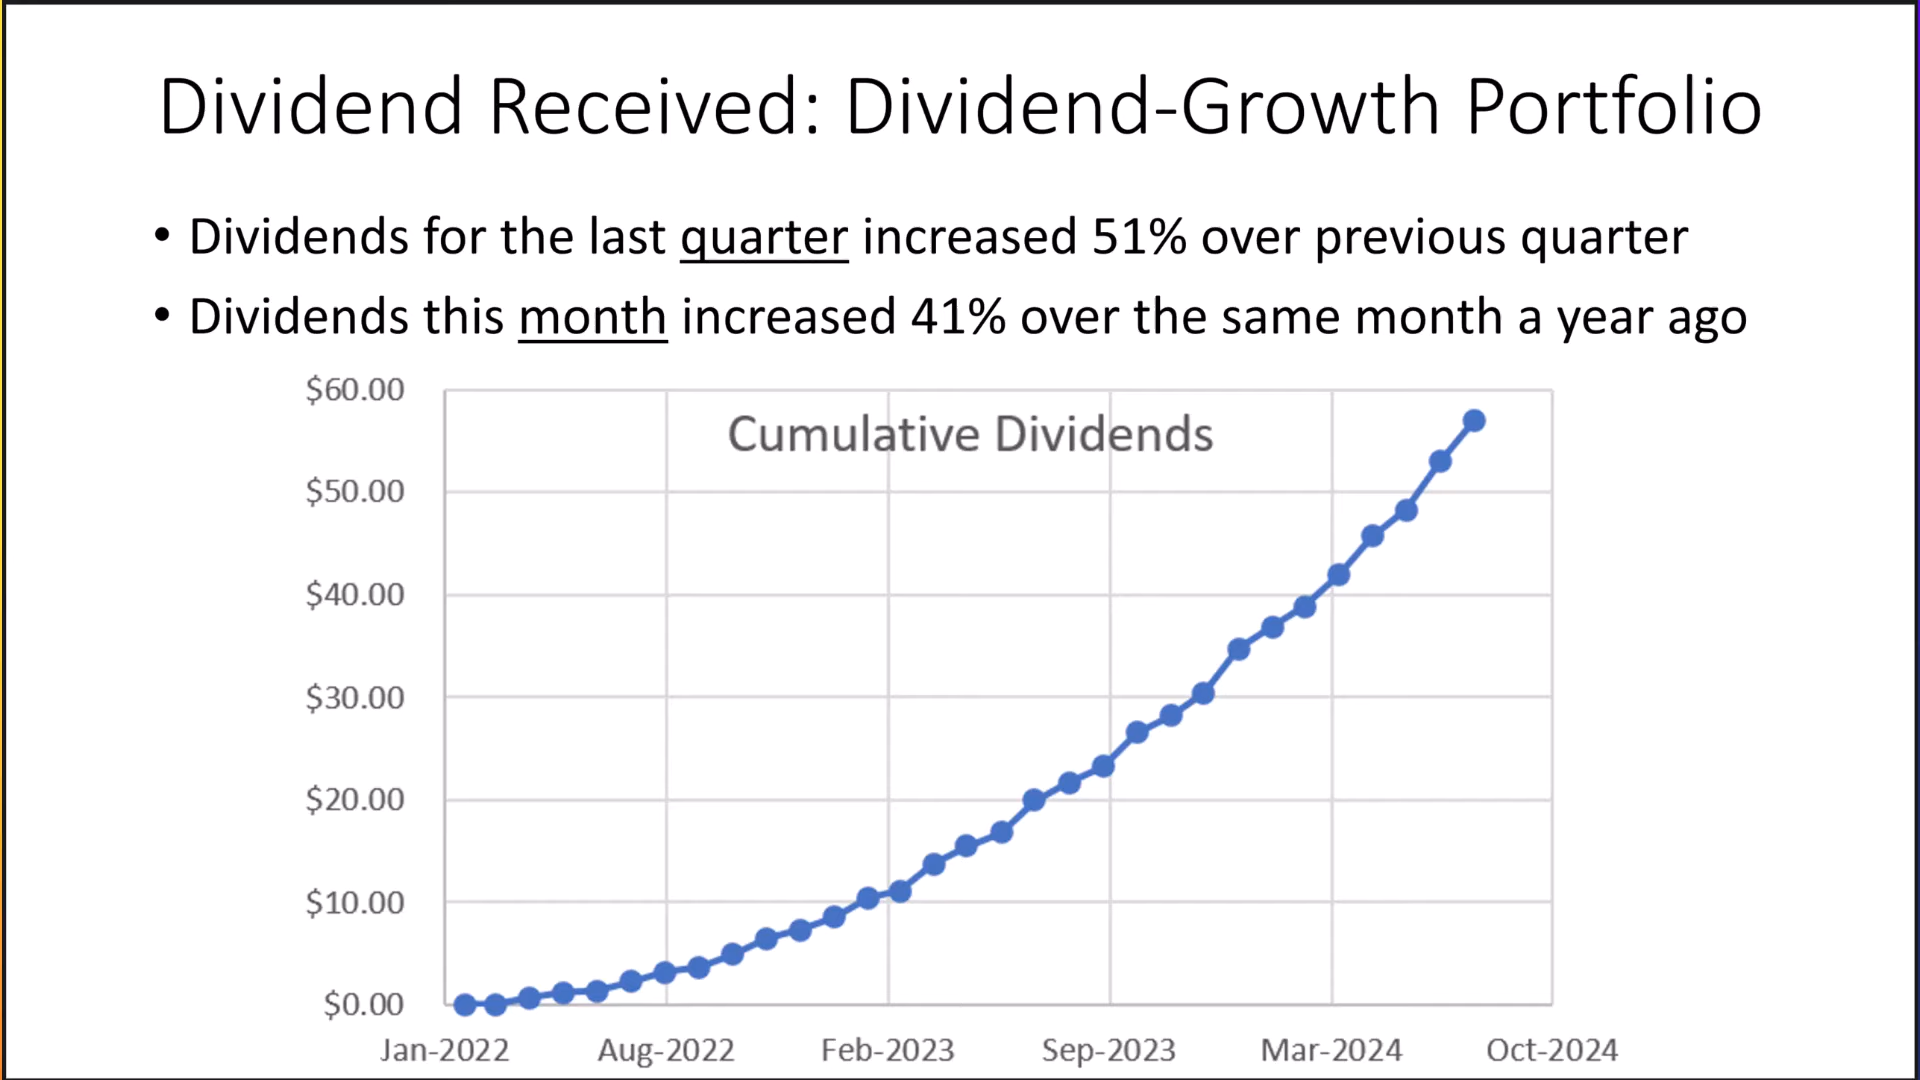 Dividend Received: Dividend-Growth Portfolio
• Dividends for the last quarter increased 51% over previous quarter
• Dividends this month increased 41% over the same month a year ago
Cumulative Dividends
$60.00
$50.00
$40.00
$30.00
$20.00
$10.00
$0.00
Jan-2022 Aug-2022 Feb-2023 Sep-2023 Mar-2024 Oct-2024